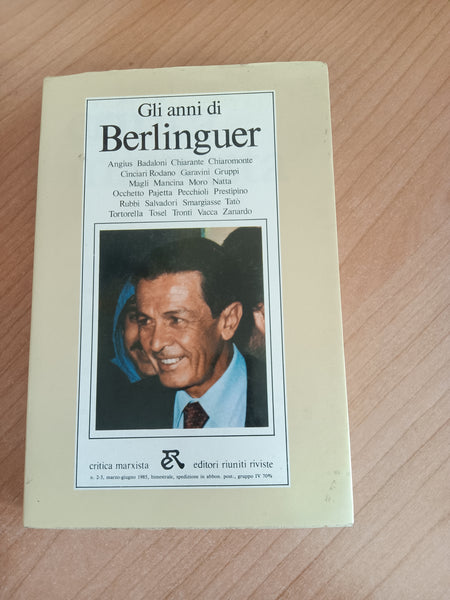 Gli anni di
Berlinguer
Angius Badaloni Chiarante Chiaromonte
Cinciari Rodano Garavini Gruppi
Magli Mancina Moro Natta
Occhetto Pajetta Pecchioli Prestipino
Rubbi Salvadori Smargiasse Tatò
Tortorella Tosel Tronti Vacca Zanardo
critica marxista
editori riuniti riviste
n. 2-3, marzo-giugno 1985, bimestrale, spedizione in abbon. post., gruppo IV 70%